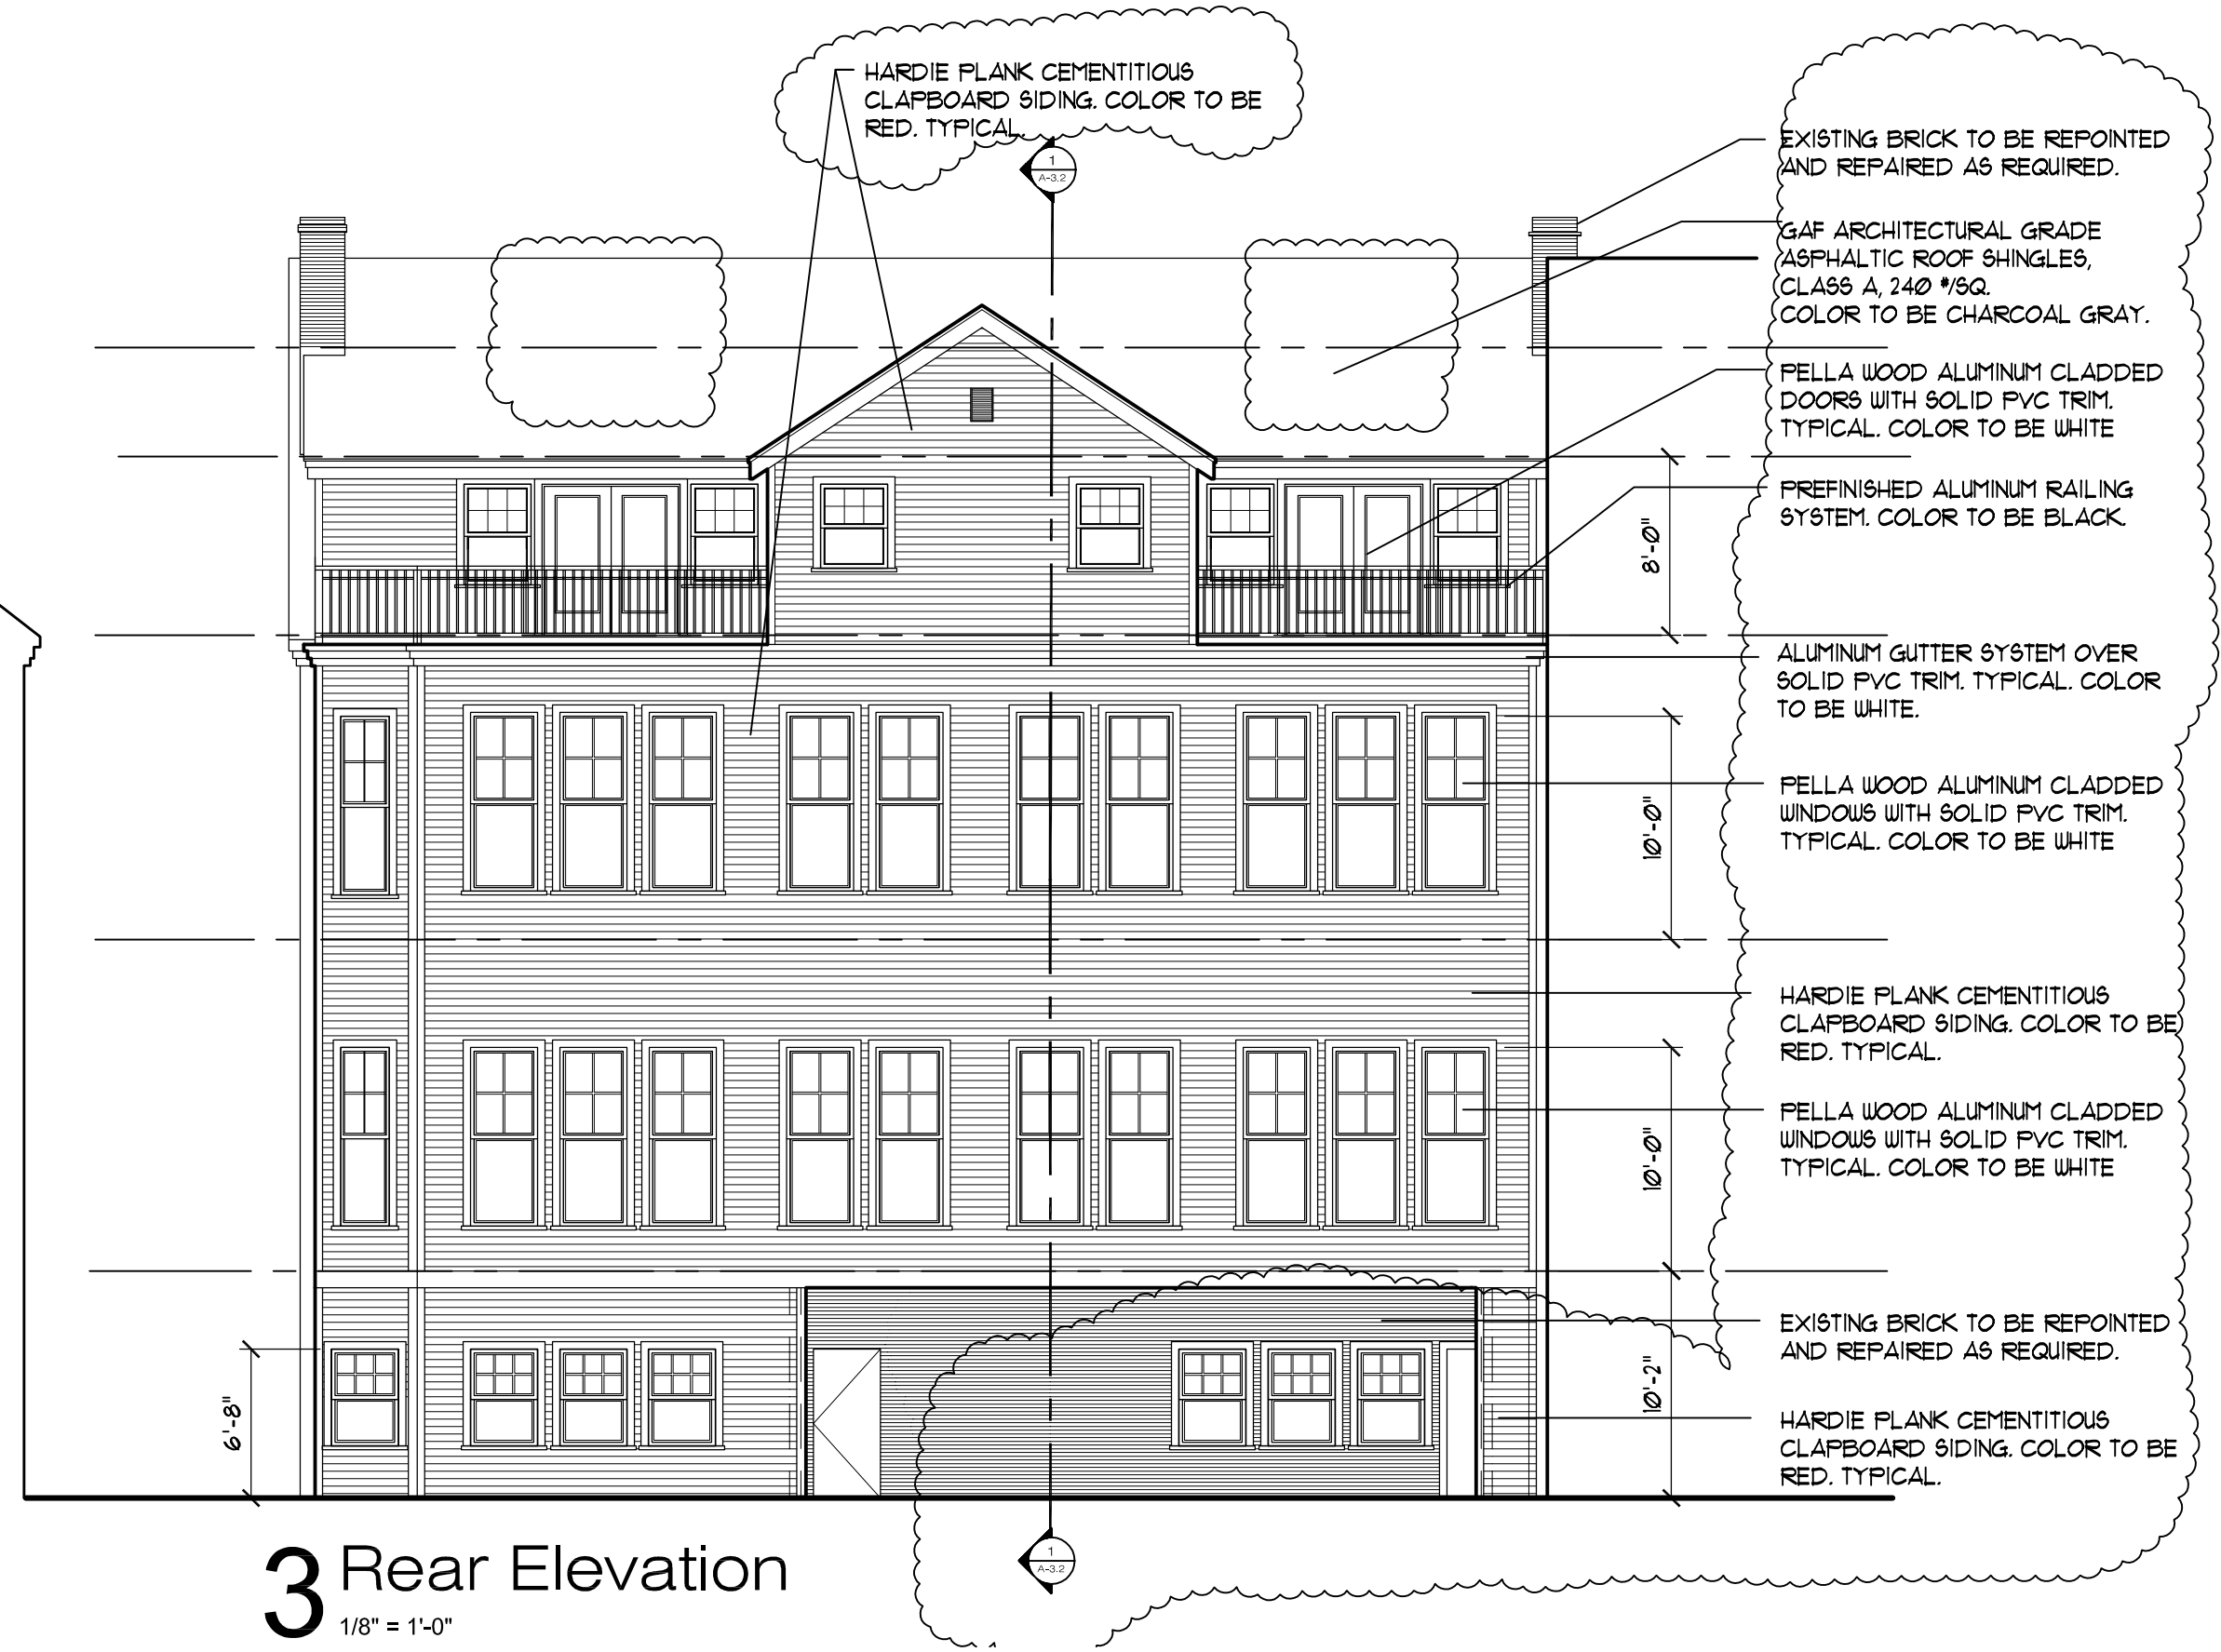 HARDIE PLANK CEMENTITIOUS
CLAPBOARD SIDING. COLOR TO BE
RED. TYPICAL.
1
A-3.2
EXISTING BRICK TO BE REPOINTED
AND REPAIRED AS REQUIRED.
GAF ARCHITECTURAL GRADE
ASPHALTIC ROOF SHINGLES,
CLASS A, 240 #/SQ.
COLOR TO BE CHARCOAL GRAY.
PELLA WOOD ALUMINUM CLADDED
DOORS WITH SOLID PVC TRIM.
TYPICAL. COLOR TO BE WHITE
PREFINISHED ALUMINUM RAILING
SYSTEM. COLOR TO BE BLACK.
8'-0"
ALUMINUM GUTTER SYSTEM OVER
SOLID PVC TRIM. TYPICAL. COLOR
TO BE WHITE.
PELLA WOOD ALUMINUM CLADDED
WINDOWS WITH SOLID PVC TRIM.
TYPICAL. COLOR TO BE WHITE
10'-0"
HARDIE PLANK CEMENTITIOUS
CLAPBOARD SIDING. COLOR TO BE
RED. TYPICAL.
PELLA WOOD ALUMINUM CLADDED
WINDOWS WITH SOLID PVC TRIM.
TYPICAL. COLOR TO BE WHITE
10'-0"
EXISTING BRICK TO BE REPOINTED
AND REPAIRED AS REQUIRED.
10'-2"
6'-8"
HARDIE PLANK CEMENTITIOUS
CLAPBOARD SIDING. COLOR TO BE
RED. TYPICAL.
1
A-3.2
3 Rear Elevation
1/8" = 1'-0"